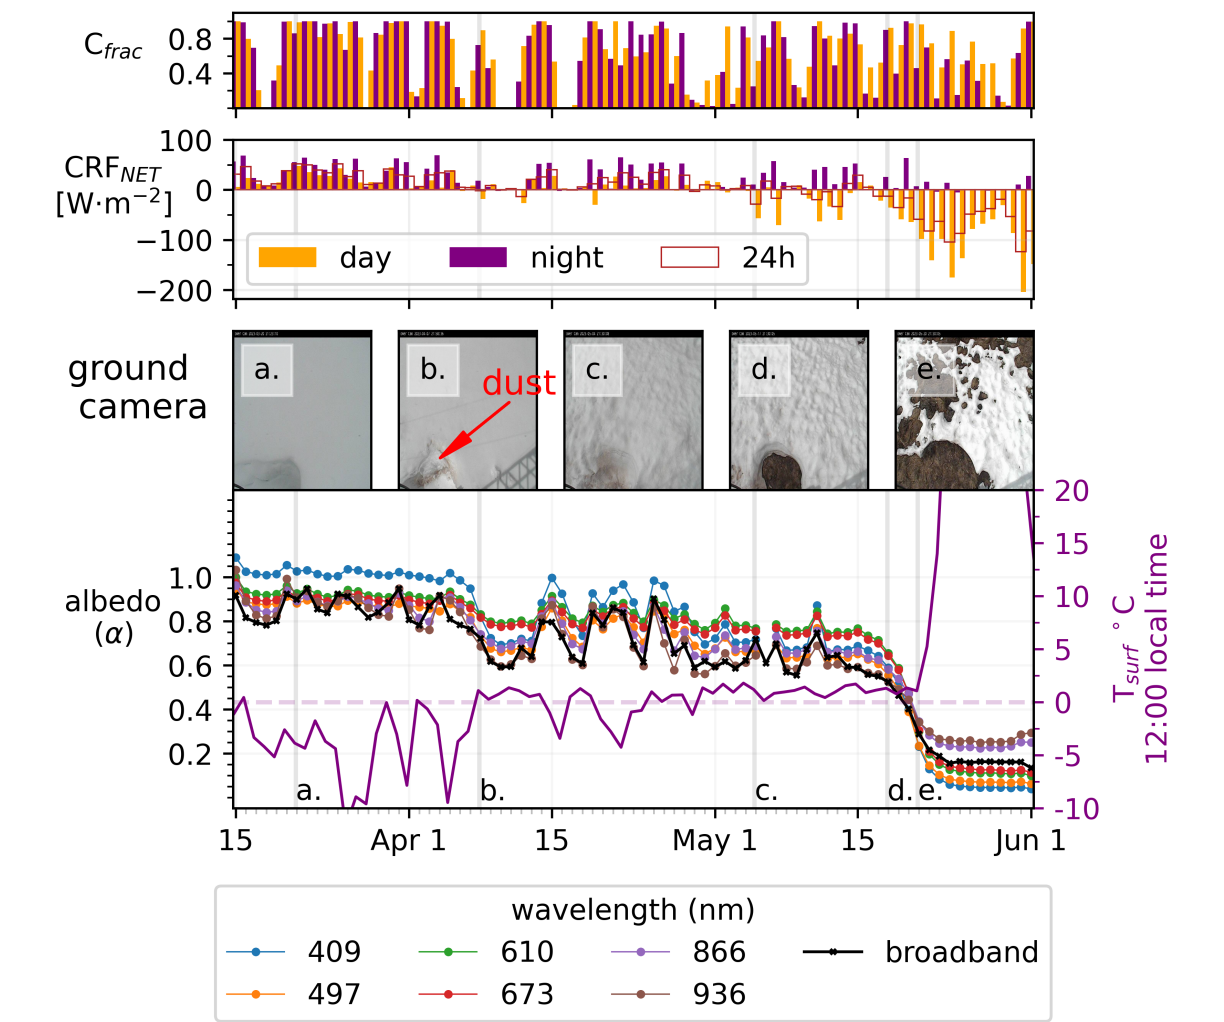 C_frac
0.8
0.4
CRF_NET
[W·m⁻²]
100
0
−100
−200
day night 24h
ground
camera
a. b. c. d. e.
dust
albedo
(α)
1.0
0.8
0.6
0.4
0.2
20
15
10
5
0
-5
-10
T_surf °C
12:00 local time
a. b. c. d. e.
15 Apr 1 15 May 1 15 Jun 1
wavelength (nm)
409 610 866 broadband
497 673 936